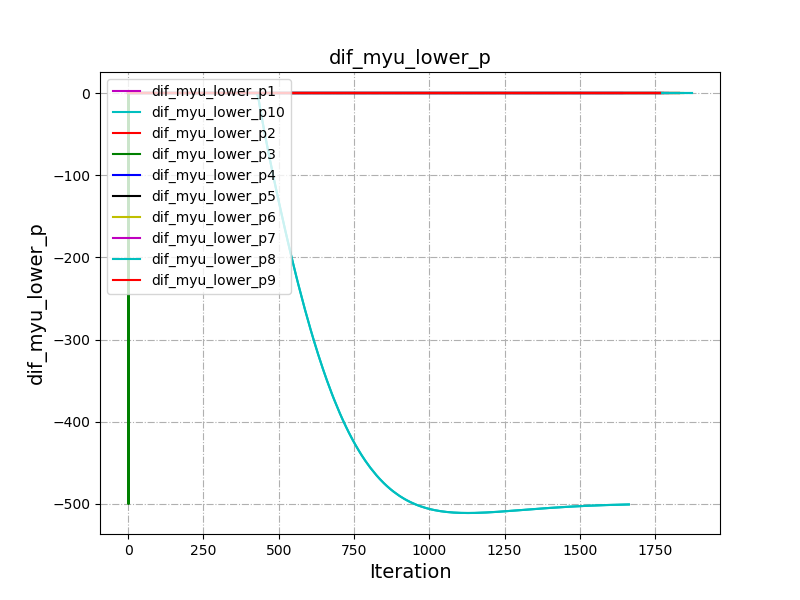 dif_myu_lower_p
dif_myu_lower_p
0
−100
−200
−300
−400
−500
dif_myu_lower_p1
dif_myu_lower_p10
dif_myu_lower_p2
dif_myu_lower_p3
dif_myu_lower_p4
dif_myu_lower_p5
dif_myu_lower_p6
dif_myu_lower_p7
dif_myu_lower_p8
dif_myu_lower_p9
0 250 500 750 1000 1250 1500 1750
Iteration